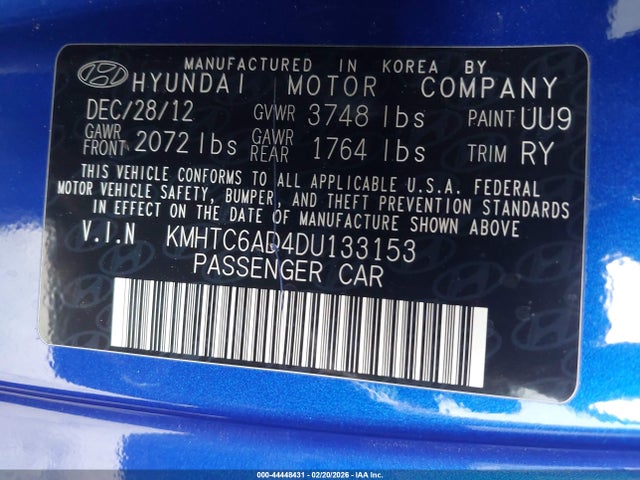 MANUFACTURED IN KOREA BY
HYUNDAI MOTOR COMPANY
DEC/28/12 GVWR 3748 lbs PAINT UU9
GAWR FRONT 2072 lbs GAWR REAR 1764 lbs TRIM RY
THIS VEHICLE CONFORMS TO ALL APPLICABLE U.S.A. FEDERAL
MOTOR VEHICLE SAFETY, BUMPER, AND THEFT PREVENTION STANDARDS
IN EFFECT ON THE DATE OF MANUFACTURE SHOWN ABOVE
V.I.N KMHTC6AD4DU133153
PASSENGER CAR
000-44448431 - 02/20/2026 - IAA Inc.